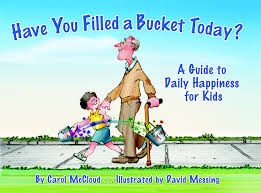 Have You Filled a Bucket Today?
A Guide to
Daily Happiness
for Kids
By Carol McCloud . . . Illustrated by David Messing